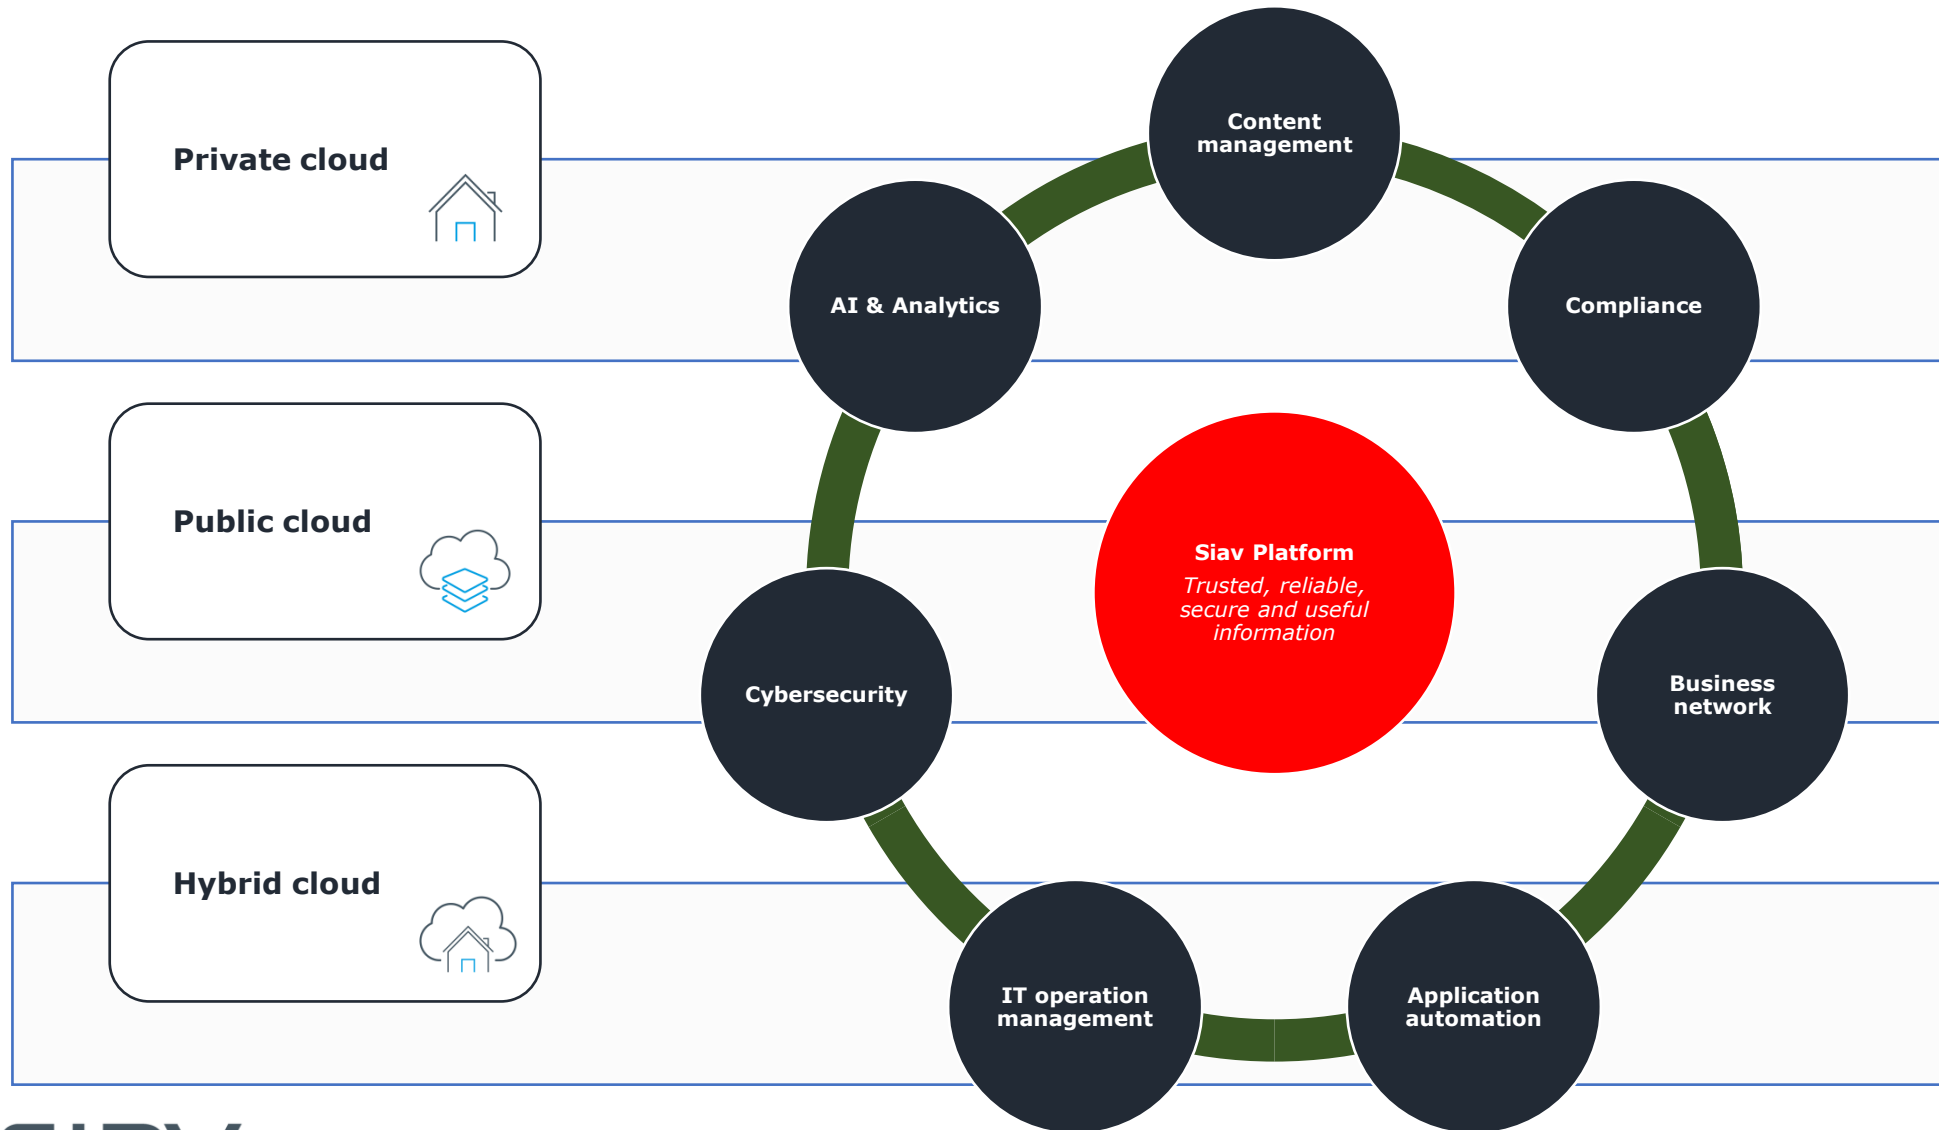 Private cloud
Public cloud
Hybrid cloud
Content
management
Compliance
Business
network
Application
automation
IT operation
management
Cybersecurity
AI & Analytics
Siav Platform
Trusted, reliable,
secure and useful
information